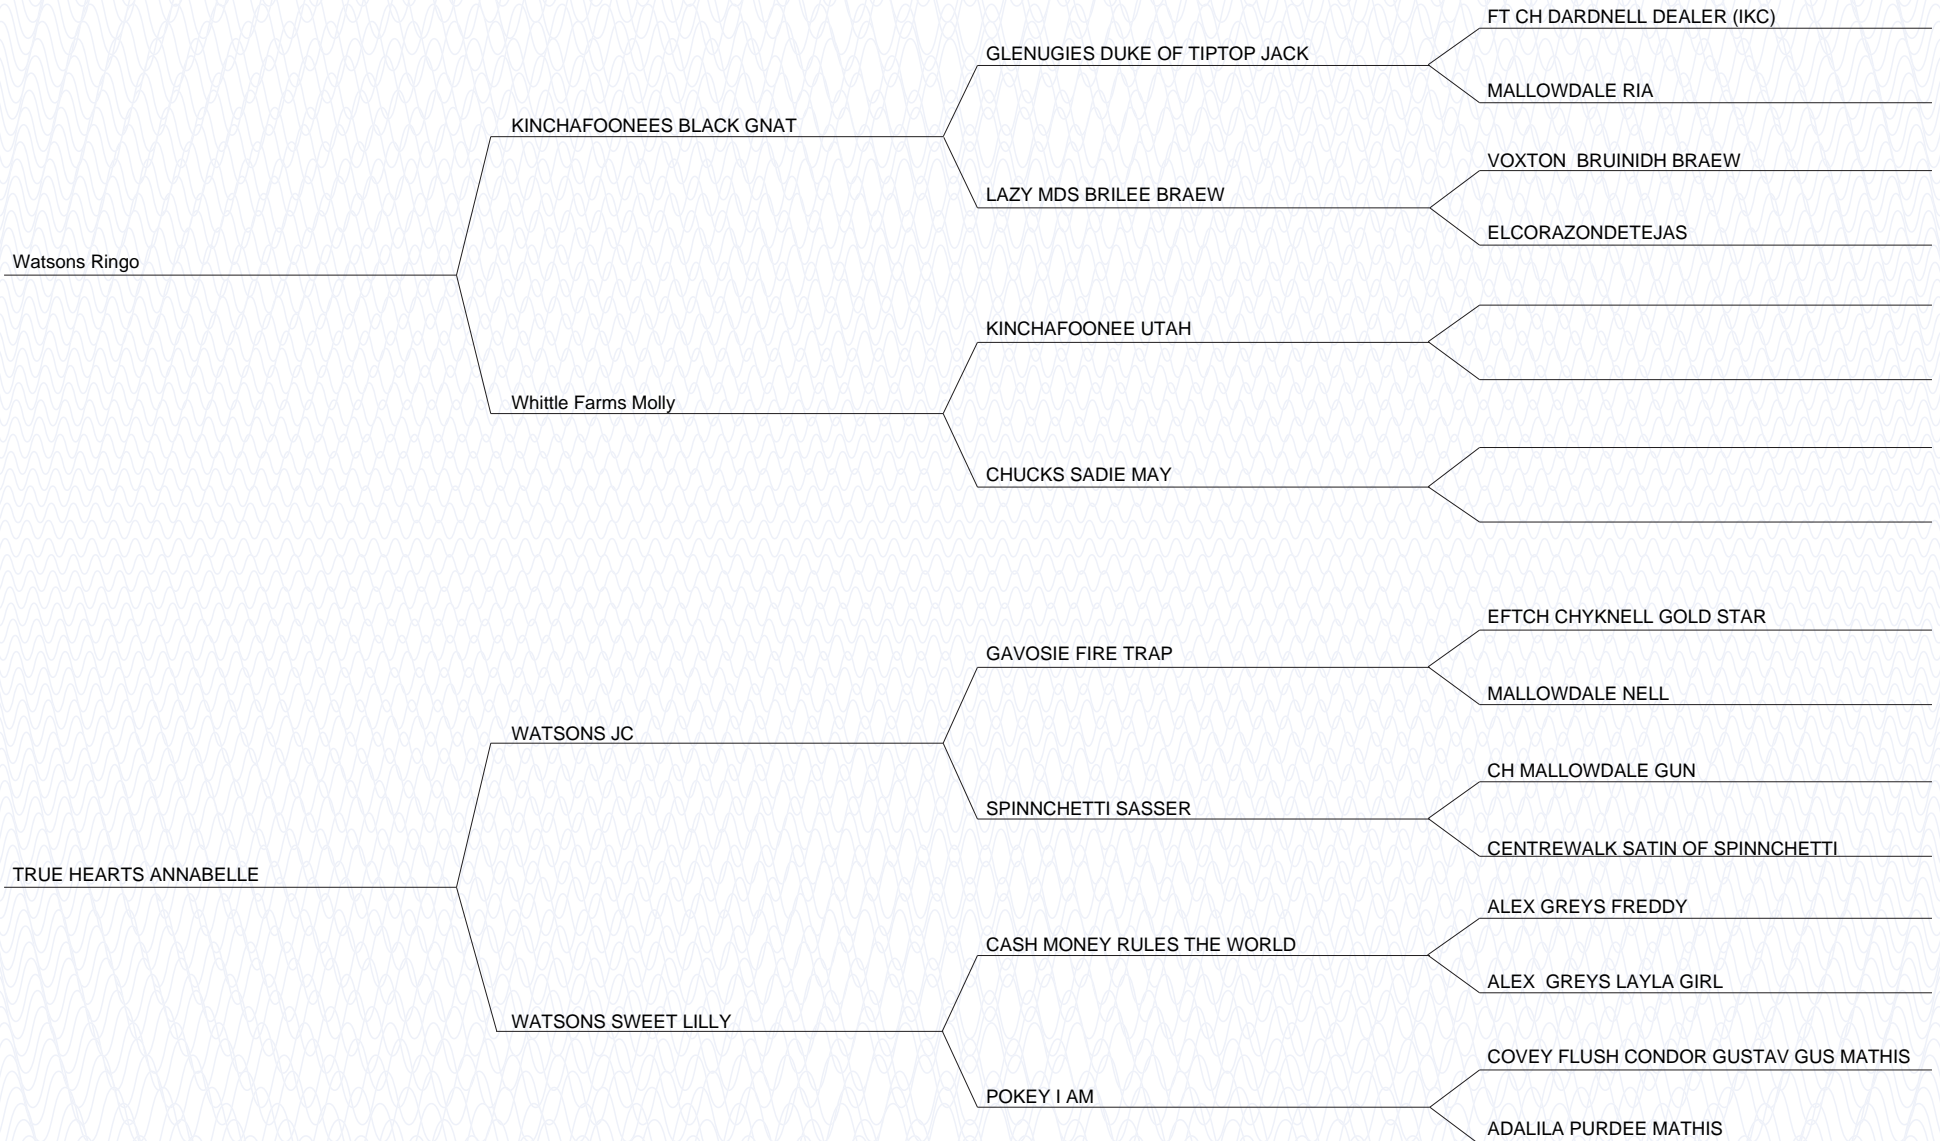 FT CH DARDNELL DEALER (IKC)
GLENUGIES DUKE OF TIPTOP JACK
MALLOWDALE RIA
KINCHAFOONEES BLACK GNAT
VOXTON  BRUINIDH BRAEW
LAZY MDS BRILEE BRAEW
ELCORAZONDETEJAS
Watsons Ringo
KINCHAFOONEE UTAH
Whittle Farms Molly
CHUCKS SADIE MAY
EFTCH CHYKNELL GOLD STAR
GAVOSIE FIRE TRAP
MALLOWDALE NELL
WATSONS JC
CH MALLOWDALE GUN
SPINNCHETTI SASSER
CENTREWALK SATIN OF SPINNCHETTI
TRUE HEARTS ANNABELLE
ALEX GREYS FREDDY
CASH MONEY RULES THE WORLD
ALEX  GREYS LAYLA GIRL
WATSONS SWEET LILLY
COVEY FLUSH CONDOR GUSTAV GUS MATHIS
POKEY I AM
ADALILA PURDEE MATHIS